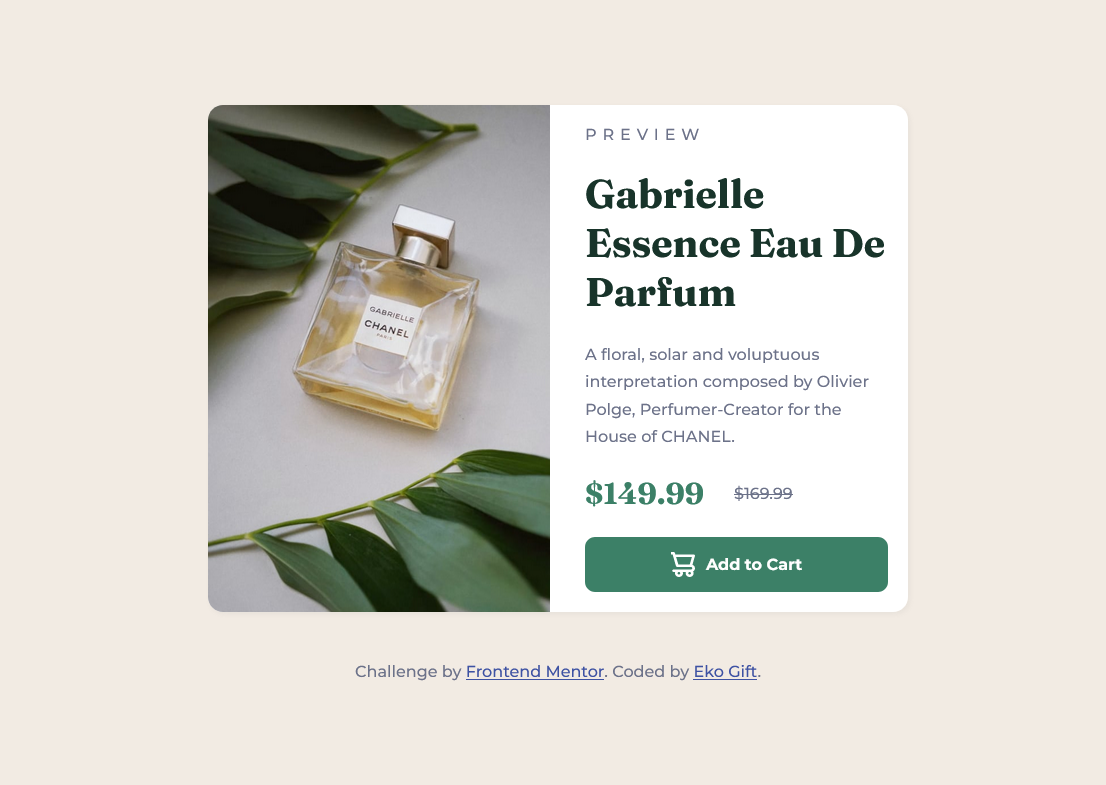 GABRIELLE
CHANEL
PARIS
PREVIEW
Gabrielle
Essence Eau De
Parfum
A floral, solar and voluptuous
interpretation composed by Olivier
Polge, Perfumer-Creator for the
House of CHANEL.
$149.99 $169.99
Add to Cart
Challenge by Frontend Mentor. Coded by Eko Gift.